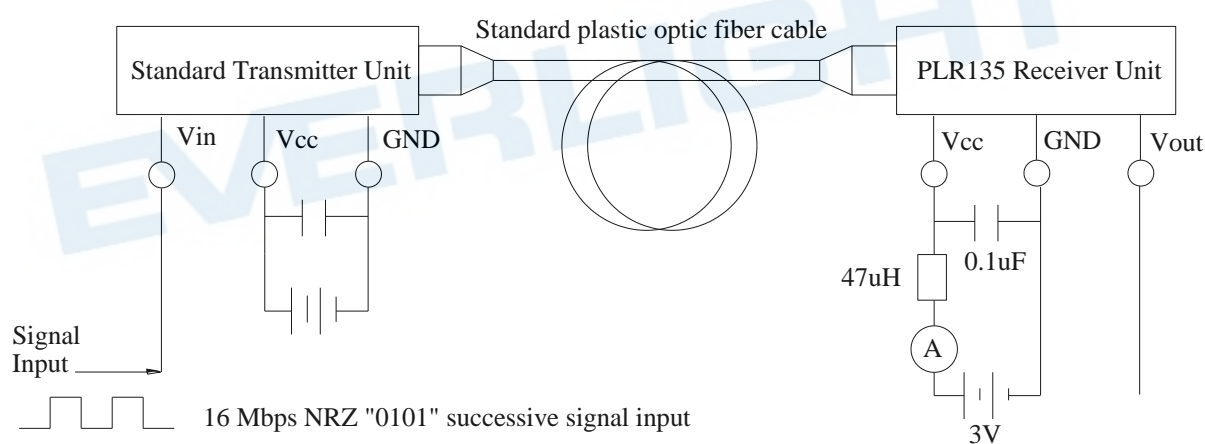 EVERLIGHT
Standard plastic optic fiber cable
Standard Transmitter Unit
PLR135 Receiver Unit
Vin
Vcc
GND
Vcc
GND
Vout
47uH
0.1uF
A
3V
Signal
Input
16 Mbps NRZ "0101" successive signal input